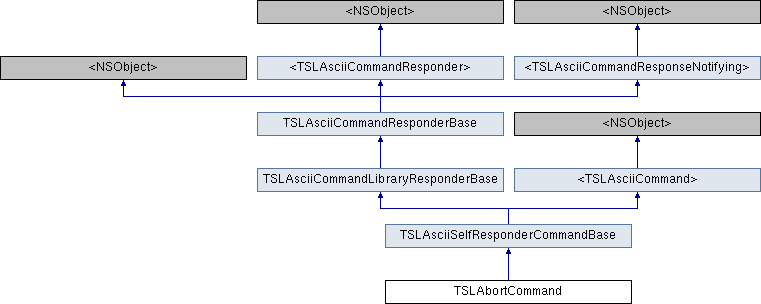 <NSObject>
<NSObject>
<NSObject>
<TSLAsciiCommandResponder>
<TSLAsciiCommandResponseNotifying>
TSLAsciiCommandResponderBase
<NSObject>
TSLAsciiCommandLibraryResponderBase
<TSLAsciiCommand>
TSLAsciiSelfResponderCommandBase
TSLAbortCommand